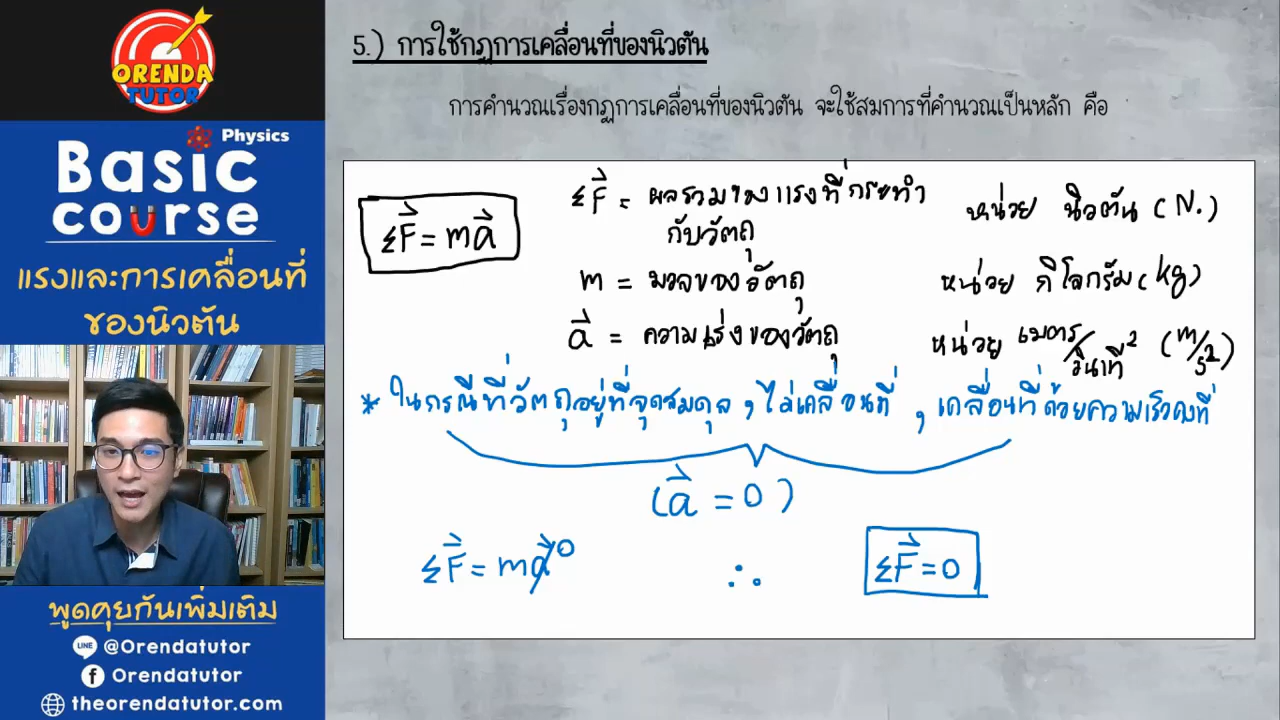 ORENDA
TUTOR
Physics
Basic
course
แรงและการเคลื่อนที่
ของนิวตัน
พูดคุยกันเพิ่มเติม
LINE @Orendatutor
f Orendatutor
theorendatutor.com
5.) การใช้กฎการเคลื่อนที่ของนิวตัน
การคำนวณเรื่องกฎการเคลื่อนที่ของนิวตัน จะใช้สมการที่คำนวณเป็นหลัก คือ
ΣF⃗ = ma⃗
ΣF⃗ = ผลรวมของแรงที่กระทำ หน่วย นิวตัน (N.)
กับวัตถุ
m = มวลของวัตถุ หน่วย กิโลกรัม (kg)
a⃗ = ความเร่งของวัตถุ หน่วย เมตร/วินาที² (m/s²)
* ในกรณีที่วัตถุอยู่ที่จุดสมดุล , ไม่เคลื่อนที่ , เคลื่อนที่ด้วยความเร็วคงที่
(a⃗ = 0)
ΣF⃗ = ma⃗ 0 ∴ ΣF⃗ = 0